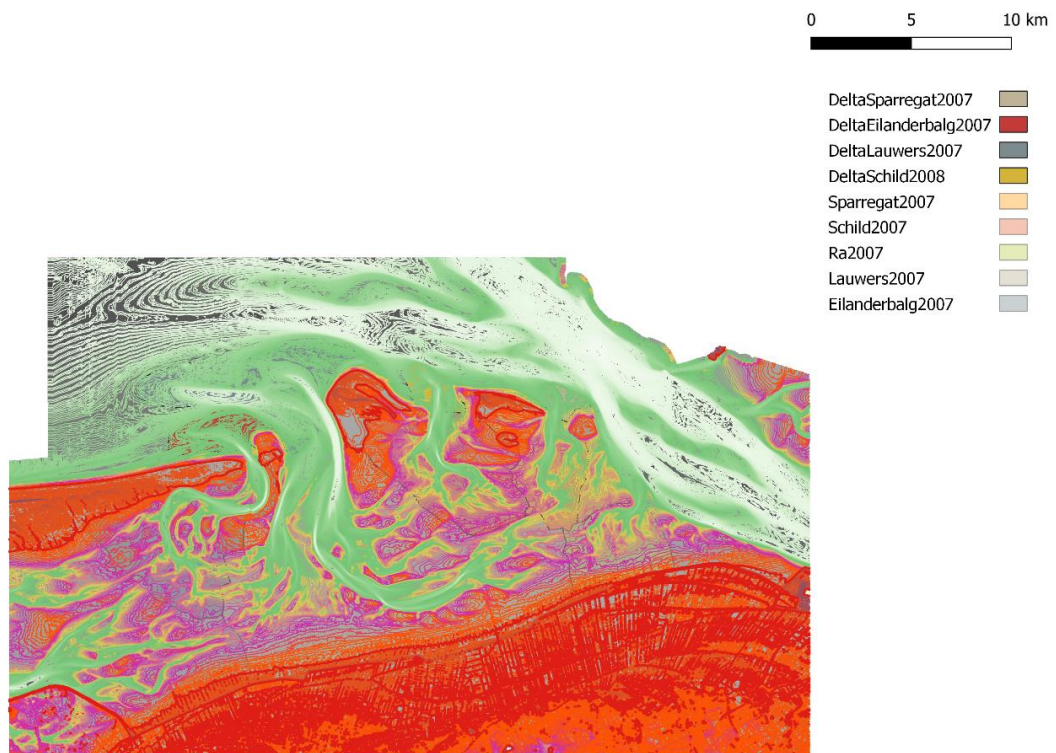 0 5 10 km
DeltaSparregat2007
DeltaEilanderbalg2007
DeltaLauwers2007
DeltaSchild2008
Sparregat2007
Schild2007
Ra2007
Lauwers2007
Eilanderbalg2007